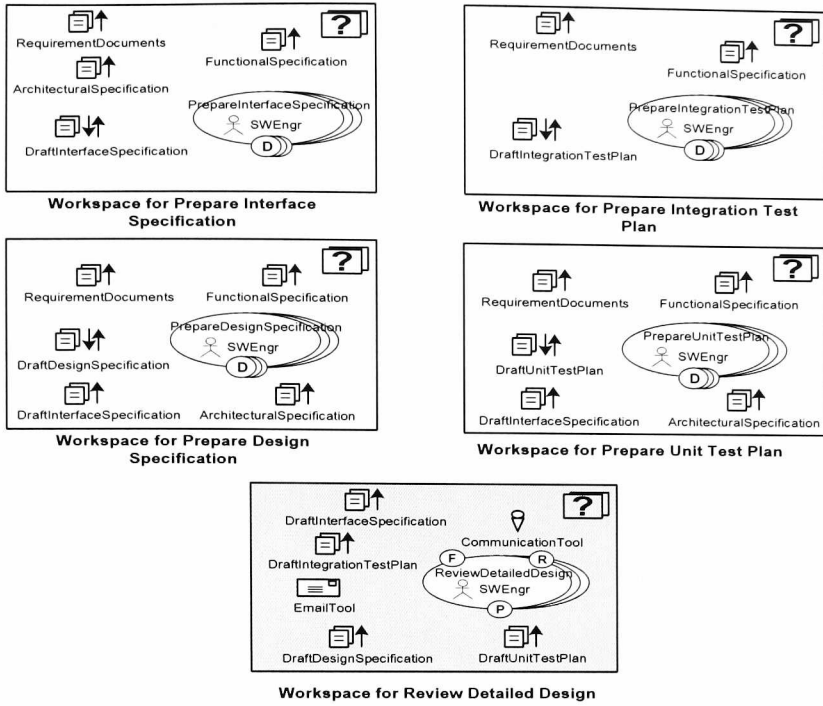 ?
RequirementDocuments
FunctionalSpecification
ArchitecturalSpecification
PrepareInterfaceSpecification
SWEngr
DraftInterfaceSpecification
D
Workspace for Prepare Interface
Specification
?
RequirementDocuments
FunctionalSpecification
PrepareIntegrationTestPlan
SWEngr
DraftIntegrationTestPlan
D
Workspace for Prepare Integration Test
Plan
?
RequirementDocuments
FunctionalSpecification
PrepareDesignSpecification
SWEngr
DraftDesignSpecification
D
DraftInterfaceSpecification
ArchitecturalSpecification
Workspace for Prepare Design
Specification
?
RequirementDocuments
FunctionalSpecification
PrepareUnitTestPlan
SWEngr
DraftUnitTestPlan
D
DraftInterfaceSpecification
ArchitecturalSpecification
Workspace for Prepare Unit Test Plan
?
DraftInterfaceSpecification
CommunicationTool
DraftIntegrationTestPlan
F
R
ReviewDetailedDesign
SWEngr
EmailTool
P
DraftDesignSpecification
DraftUnitTestPlan
Workspace for Review Detailed Design